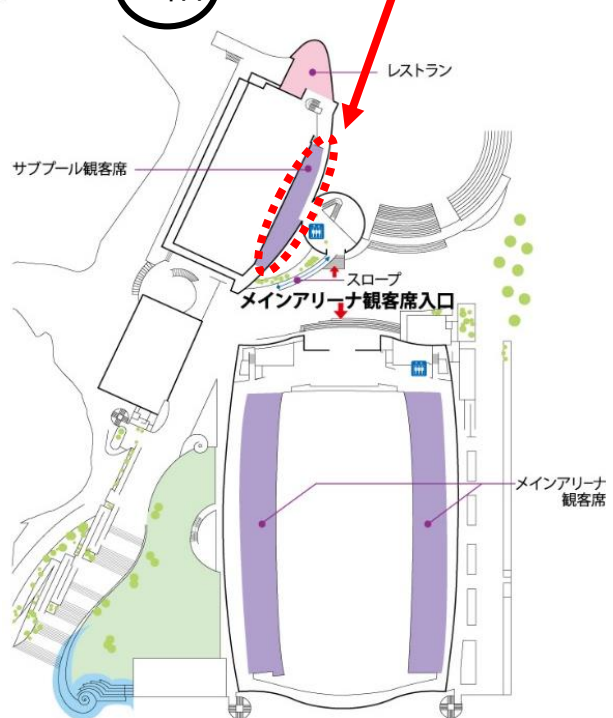 レストラン
サブプール観客席
スロープ
メインアリーナ観客席入口
メインアリーナ
観客席